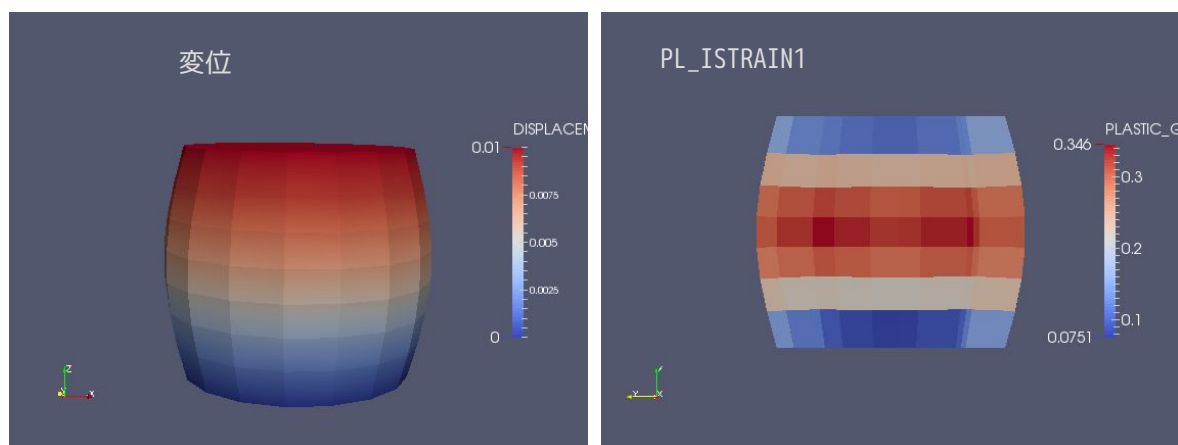 変位
DISPLACEM
0.01
0.0075
0.005
0.0025
0
Z
X
PL_ISTRAIN1
PLASTIC_G
0.346
0.3
0.2
0.1
0.0751
Y
X